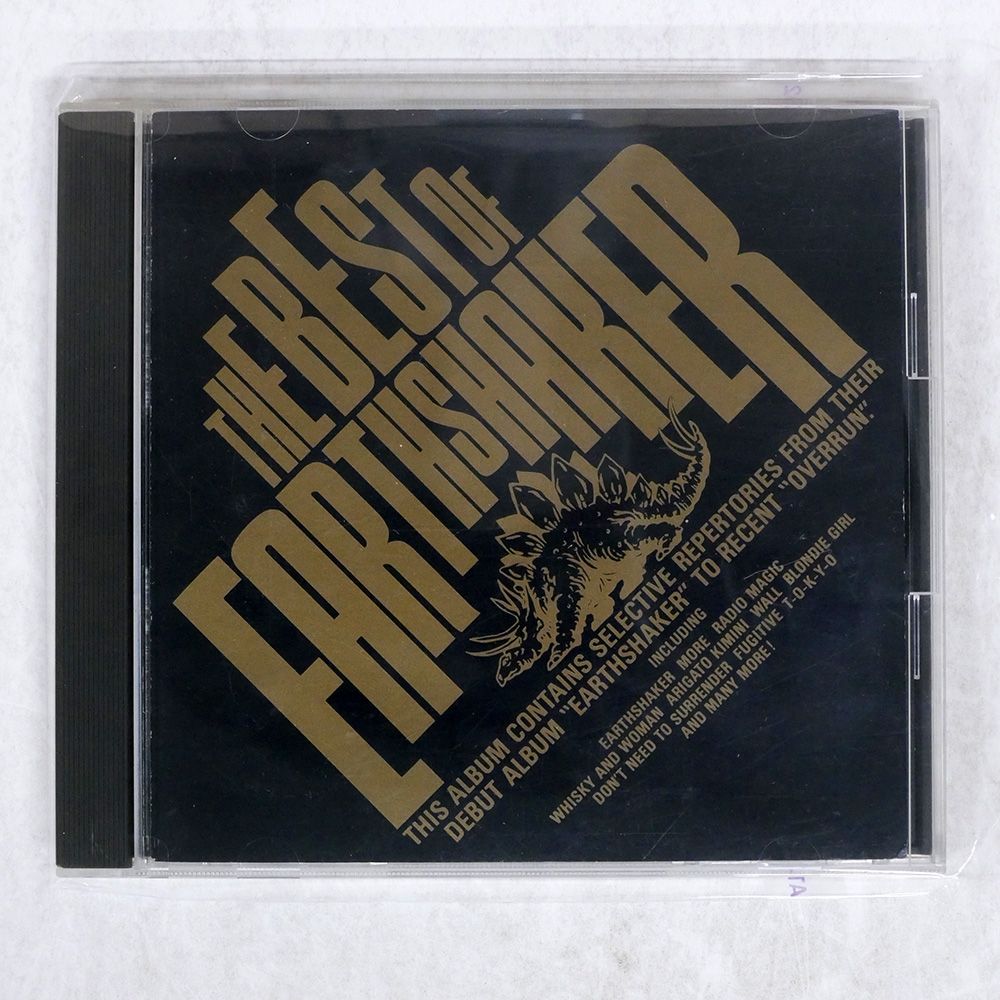 THE BEST OF
EARTHSHAKER
THIS ALBUM CONTAINS SELECTIVE REPERTORIES FROM THEIR
DEBUT ALBUM "EARTHSHAKER" TO RECENT "OVERRUN".
INCLUDING
EARTHSHAKER MORE RADIO MAGIC
WHISKY AND WOMAN ARIGATO KIMINI WALL BLONDIE GIRL
DON'T NEED TO SURRENDER FUGITIVE T-O-K-Y-O
AND MANY MORE!